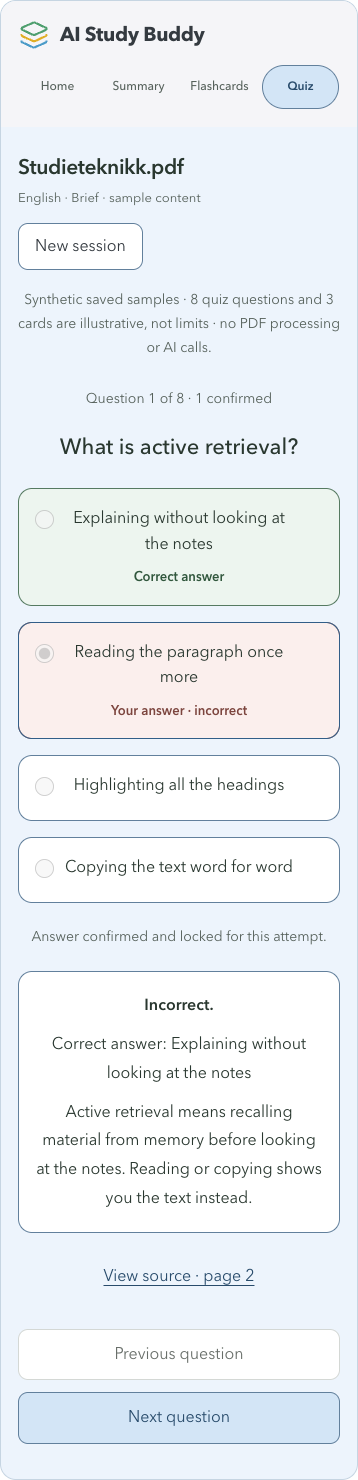 AI Study Buddy
Home Summary Flashcards Quiz
Studieteknikk.pdf
English · Brief · sample content
New session
Synthetic saved samples · 8 quiz questions and 3
cards are illustrative, not limits · no PDF processing
or AI calls.
Question 1 of 8 · 1 confirmed
What is active retrieval?
Explaining without looking at
the notes
Correct answer
Reading the paragraph once
more
Your answer · incorrect
Highlighting all the headings
Copying the text word for word
Answer confirmed and locked for this attempt.
Incorrect.
Correct answer: Explaining without
looking at the notes
Active retrieval means recalling
material from memory before looking
at the notes. Reading or copying shows
you the text instead.
View source · page 2
Previous question
Next question